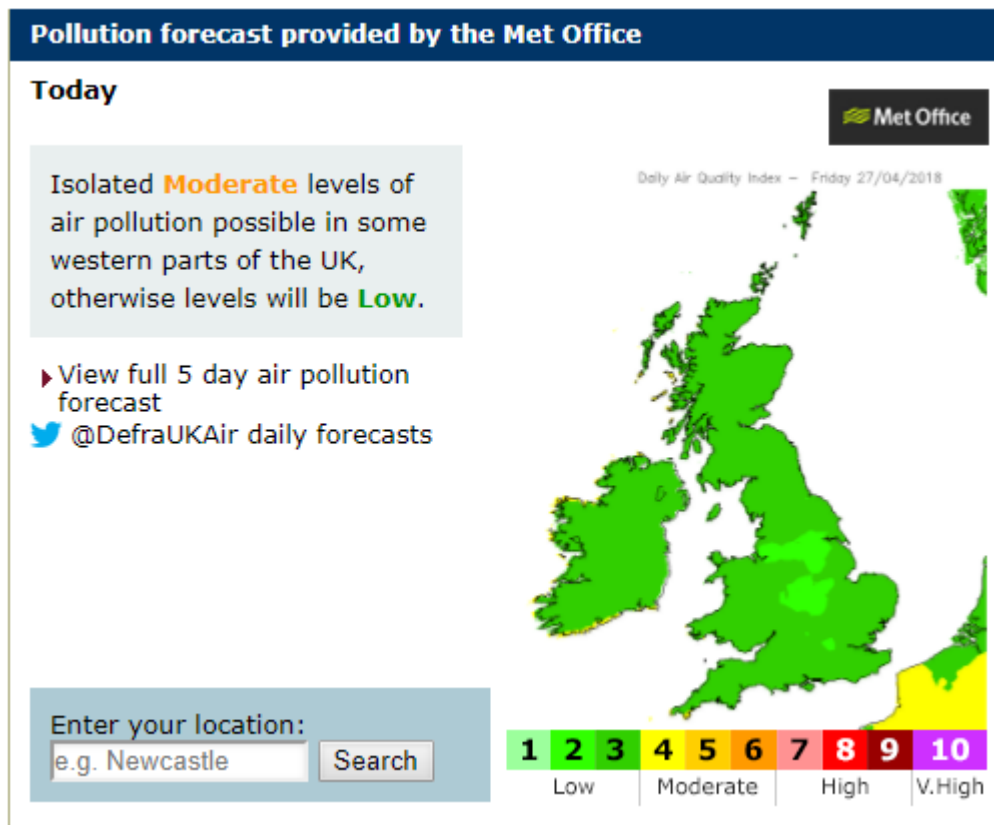 Pollution forecast provided by the Met Office
Today
Met Office
Isolated Moderate levels of
air pollution possible in some
western parts of the UK,
otherwise levels will be Low.
View full 5 day air pollution
forecast
@DefraUKAir daily forecasts
Daily Air Quality Index – Friday 27/04/2018
Enter your location:
e.g. Newcastle Search
1 2 3 4 5 6 7 8 9 10
Low Moderate High V.High